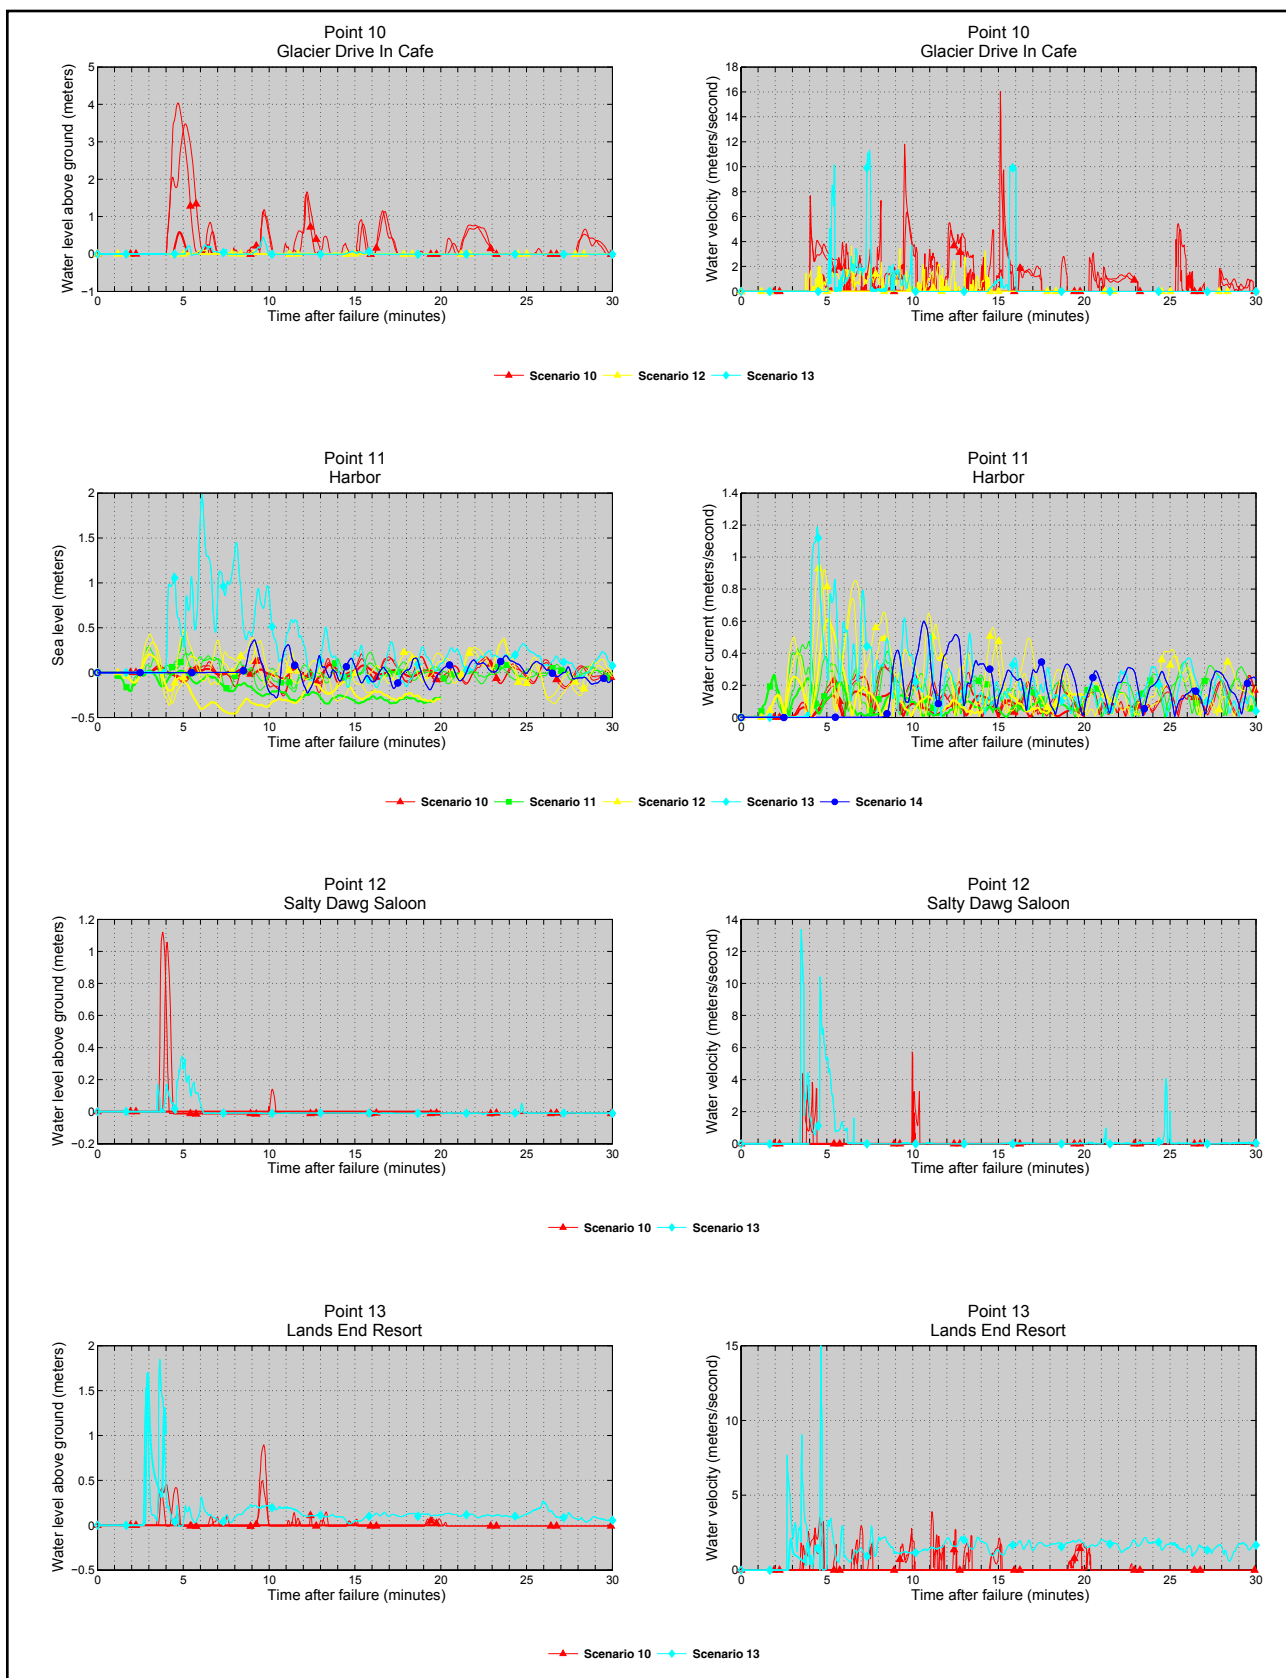 Point 10
Glacier Drive In Cafe
Water level above ground (meters)
5
4
3
2
1
0
−1
0 5 10 15 20 25 30
Time after failure (minutes)
Point 10
Glacier Drive In Cafe
Water velocity (meters/second)
18
16
14
12
10
8
6
4
2
0
0 5 10 15 20 25 30
Time after failure (minutes)
Scenario 10 Scenario 12 Scenario 13
Point 11
Harbor
Sea level (meters)
2
1.5
1
0.5
0
−0.5
0 5 10 15 20 25 30
Time after failure (minutes)
Point 11
Harbor
Water current (meters/second)
1.4
1.2
1
0.8
0.6
0.4
0.2
0
0 5 10 15 20 25 30
Time after failure (minutes)
Scenario 10 Scenario 11 Scenario 12 Scenario 13 Scenario 14
Point 12
Salty Dawg Saloon
Water level above ground (meters)
1.2
1
0.8
0.6
0.4
0.2
0
−0.2
0 5 10 15 20 25 30
Time after failure (minutes)
Point 12
Salty Dawg Saloon
Water velocity (meters/second)
14
12
10
8
6
4
2
0
0 5 10 15 20 25 30
Time after failure (minutes)
Scenario 10 Scenario 13
Point 13
Lands End Resort
Water level above ground (meters)
2
1.5
1
0.5
0
−0.5
0 5 10 15 20 25 30
Time after failure (minutes)
Point 13
Lands End Resort
Water velocity (meters/second)
15
10
5
0
0 5 10 15 20 25 30
Time after failure (minutes)
Scenario 10 Scenario 13